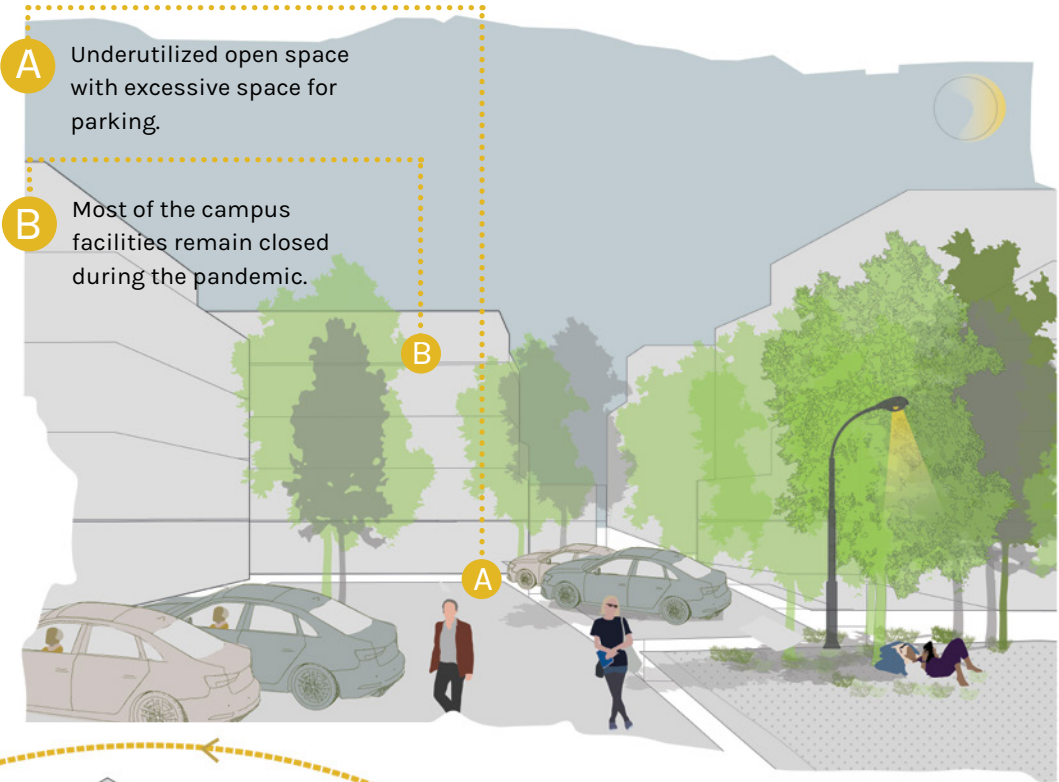 A
Underutilized open space
with excessive space for
parking.
B
Most of the campus
facilities remain closed
during the pandemic.
B
A